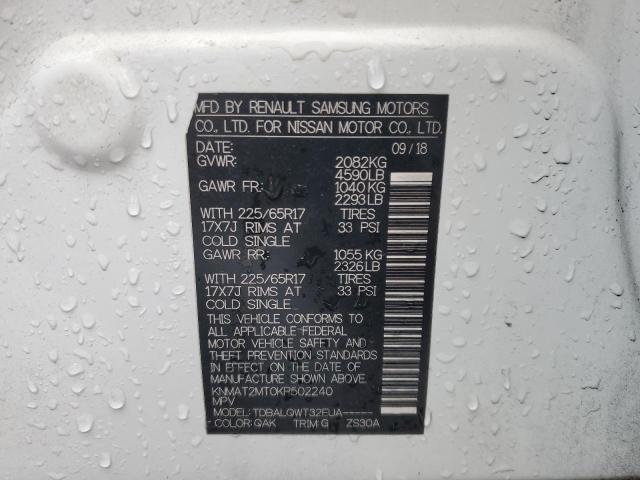 MFD BY RENAULT SAMSUNG MOTORS
CO., LTD. FOR NISSAN MOTOR CO., LTD.
DATE: 09/18
GVWR: 2082KG
4590LB
GAWR FR: 1040KG
2293LB
WITH 225/65R17 TIRES
17X7J RIMS AT 33 PSI
COLD SINGLE
GAWR RR: 1055 KG
2326LB
WITH 225/65R17 TIRES
17X7J RIMS AT 33 PSI
COLD SINGLE
THIS VEHICLE CONFORMS TO
ALL APPLICABLE FEDERAL
MOTOR VEHICLE SAFETY AND
THEFT PREVENTION STANDARDS
IN EFFECT ON THE DATE OF
MANUFACTURE SHOWN ABOVE.
KNMAT2MT0KP502240
MPV
MODEL: TDBALQWT32EUA-----
COLOR: QAK TRIM: G ZS30A